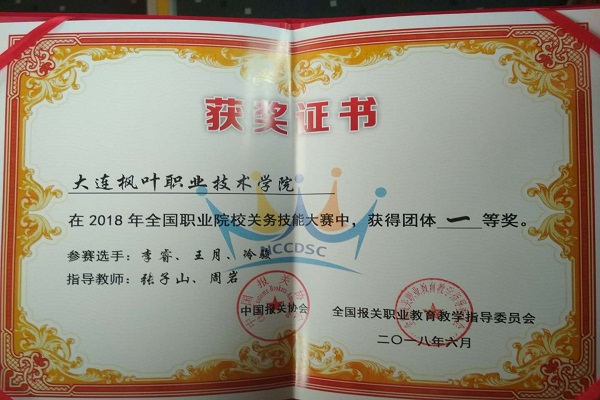 获奖证书
大连枫叶职业技术学院
在2018年全国职业院校关务技能大赛中，获得团体一等奖。
NCCDSC
参赛选手：李睿、王月、冷骏
指导教师：张子山、周岩
中国报关协会
全国报关职业教育教学指导委员会
二〇一八年六月